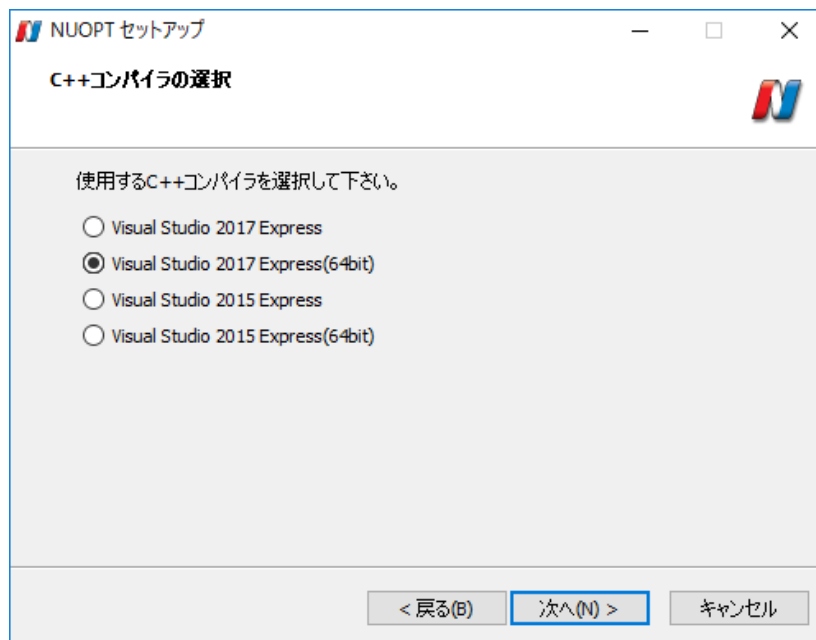 NUOPT セットアップ
C++コンパイラの選択
使用するC++コンパイラを選択して下さい。
Visual Studio 2017 Express
Visual Studio 2017 Express(64bit)
Visual Studio 2015 Express
Visual Studio 2015 Express(64bit)
< 戻る(B) 次へ(N) > キャンセル